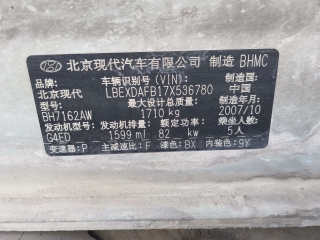 北京现代汽车有限公司 制造 BHMC
品牌: 车辆识别号(VIN): 制造国:
北京现代 LBEXDAFB17X536780 中国
型号: 最大设计总质量: 制造年月:
BH7162AW 1710 kg 2007/10
发动机型号: 发动机排量: 额定功率: 乘坐人数:
G4ED 1599 ml 82 kw 5人
变速器: P 主减速比: F 漆色: BX 内装色: 9Y